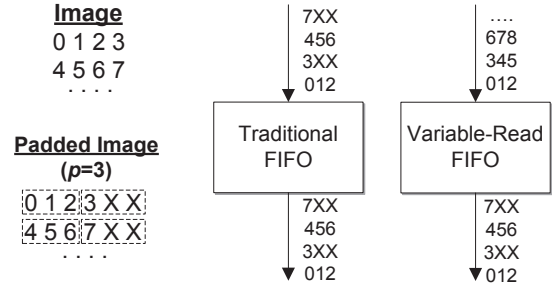 Image
0 1 2 3
4 5 6 7
. . . .
Padded Image
(p=3)
0 1 2 3 X X
4 5 6 7 X X
. . . .
7XX
456
3XX
012
Traditional
FIFO
7XX
456
3XX
012
....
678
345
012
Variable-Read
FIFO
7XX
456
3XX
012